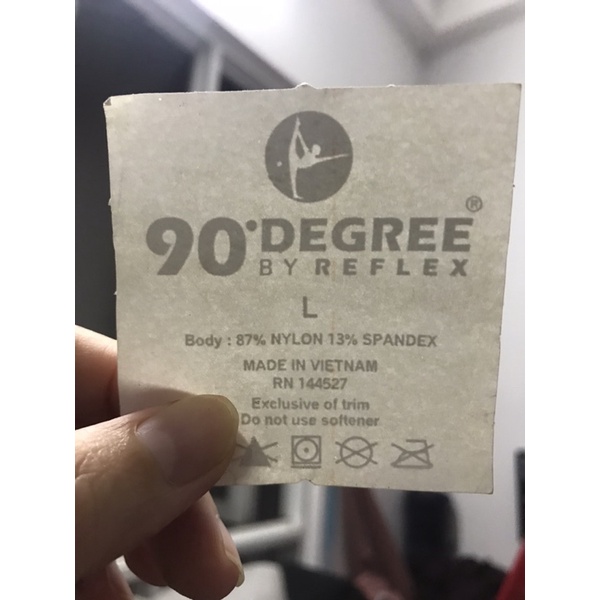 90°DEGREE®
BY REFLEX
L
Body : 87% NYLON 13% SPANDEX
MADE IN VIETNAM
RN 144527
Exclusive of trim
Do not use softener